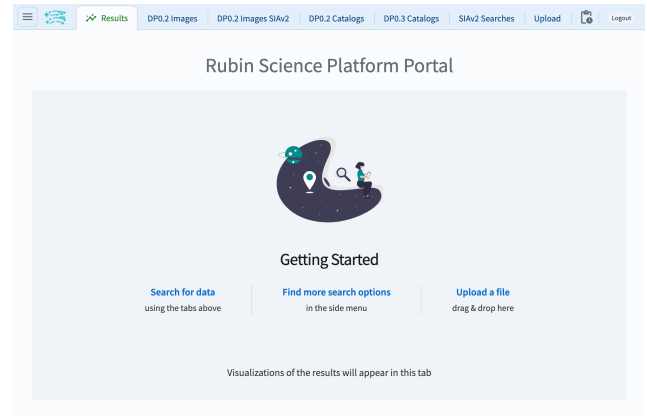 Results DP0.2 Images DP0.2 Images SIAv2 DP0.2 Catalogs DP0.3 Catalogs SIAv2 Searches Upload Logout
Rubin Science Platform Portal
Getting Started
Search for data Find more search options Upload a file
using the tabs above in the side menu drag & drop here
Visualizations of the results will appear in this tab